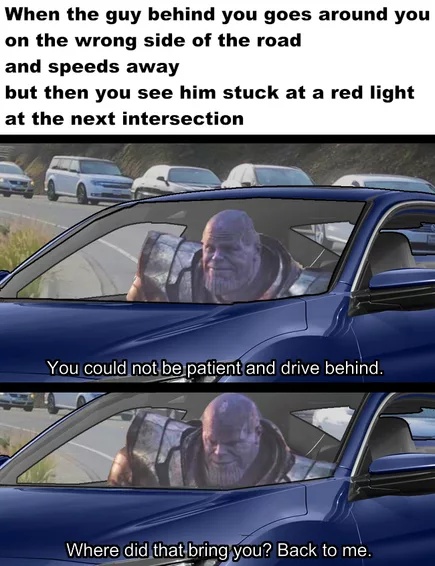 When the guy behind you goes around you
on the wrong side of the road
and speeds away
but then you see him stuck at a red light
at the next intersection
You could not be patient and drive behind.
Where did that bring you? Back to me.